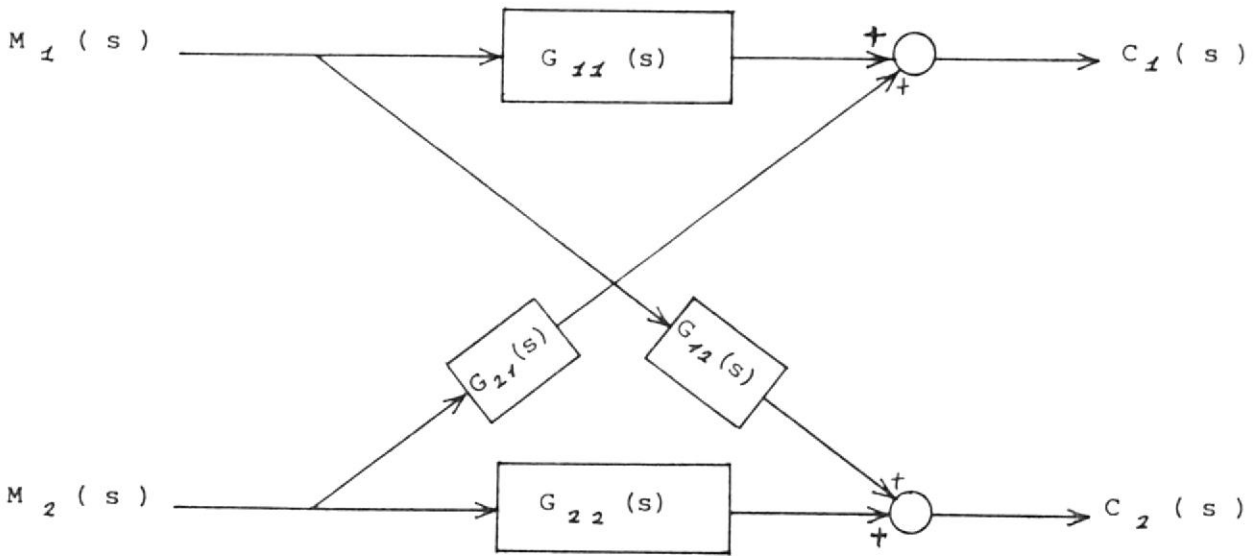 M 1 ( s )
G 11 (s)
+
+
C 1 ( s )
G 21 (s)
G 12 (s)
M 2 ( s )
G 22 (s)
+
+
C 2 ( s )